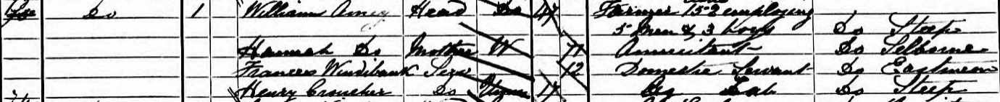 Do 1 William Amey Head Do 47 Farmer 152 employing
5 Men & 3 boys Do Steep
Hannah Do Mother W 77 Annuitant Do Selborne
Frances Windibank Serv 12 Domestic Servant Do Eastmeon
Henry Croucher Do Unm 17 Ag Lab Do Steep